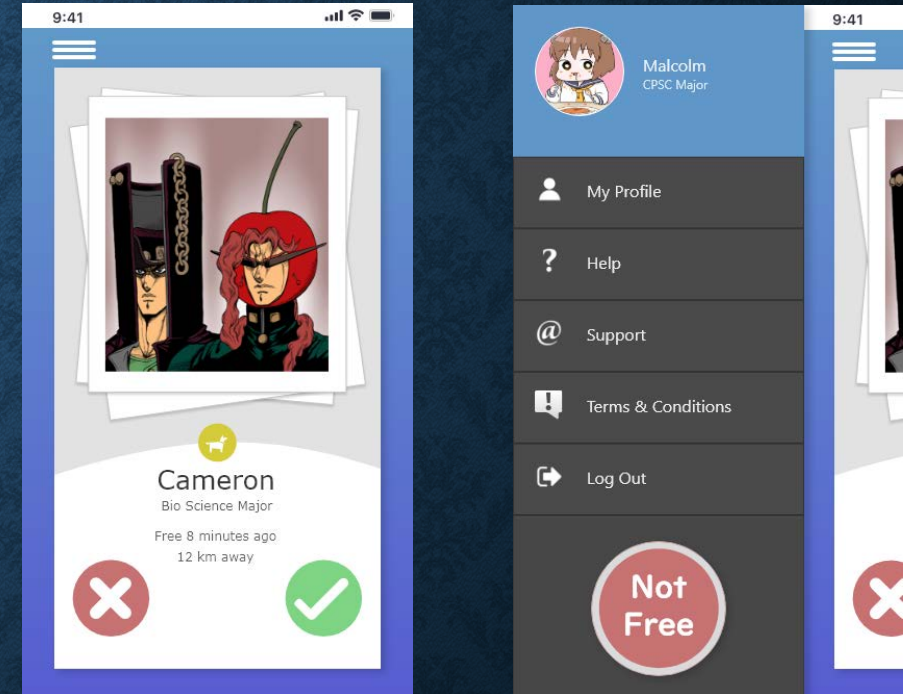 9:41
Cameron
Bio Science Major
Free 8 minutes ago
12 km away
Malcolm
CPSC Major
My Profile
?
Help
@
Support
!
Terms & Conditions
Log Out
Not
Free
9:41